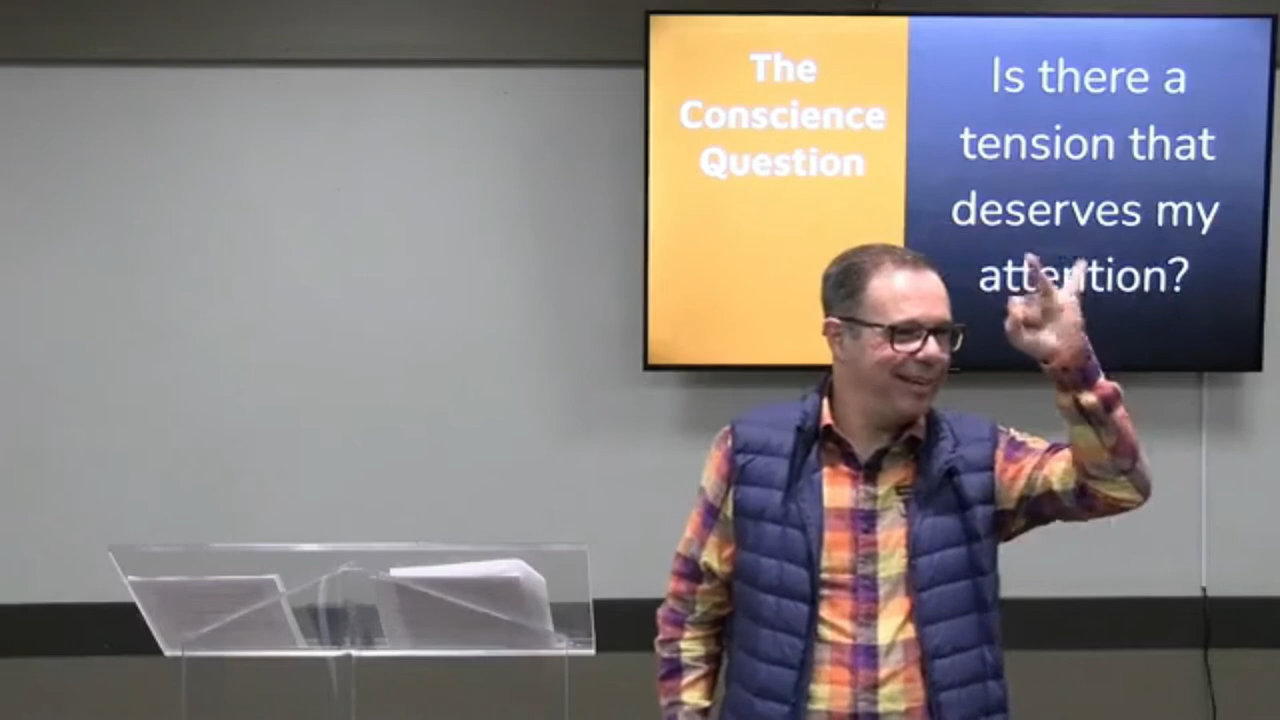 The
Conscience
Question
Is there a
tension that
deserves my
attention?